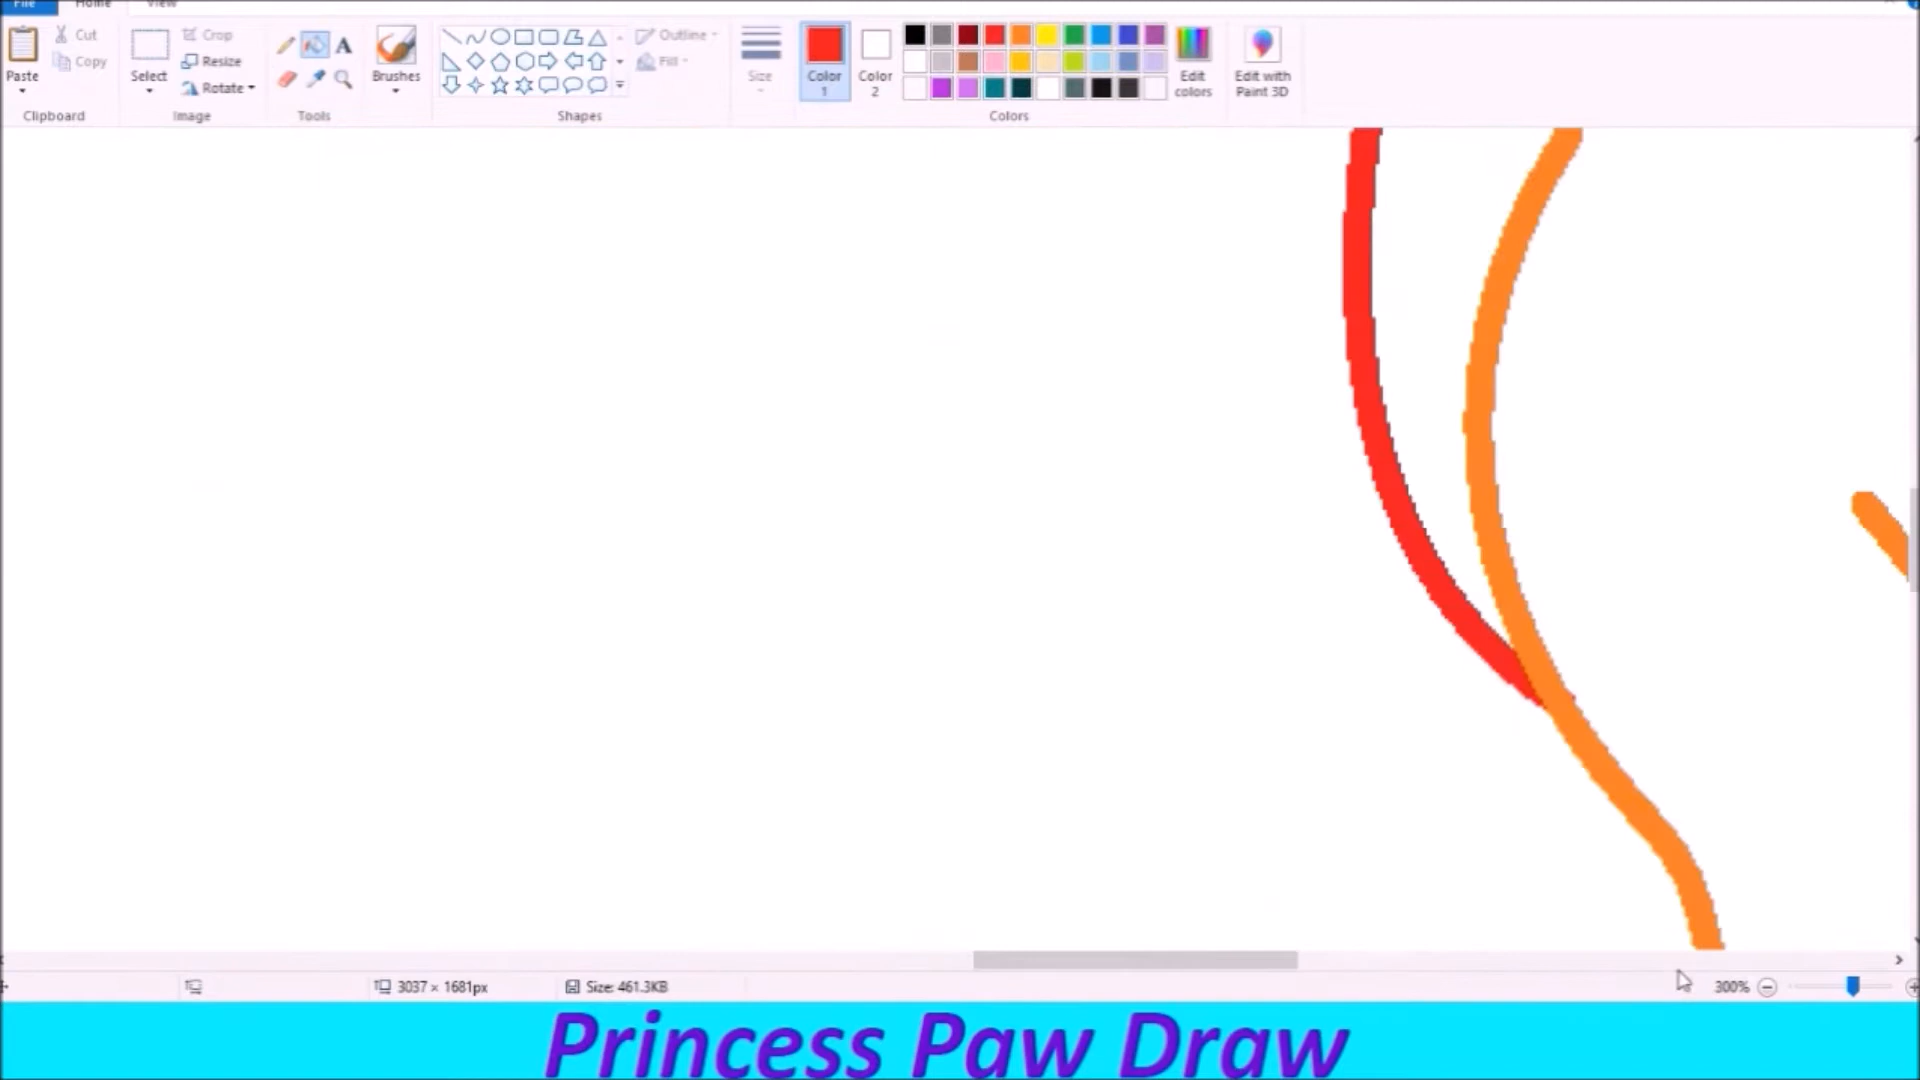 File Home View
Paste Cut Copy
Select Crop Resize Rotate
A
Brushes
Outline Fill
Size
Color 1 Color 2
Edit colors
Edit with Paint 3D
Clipboard Image Tools Shapes Colors
3037 × 1681px Size: 461.3KB 300%
Princess Paw Draw